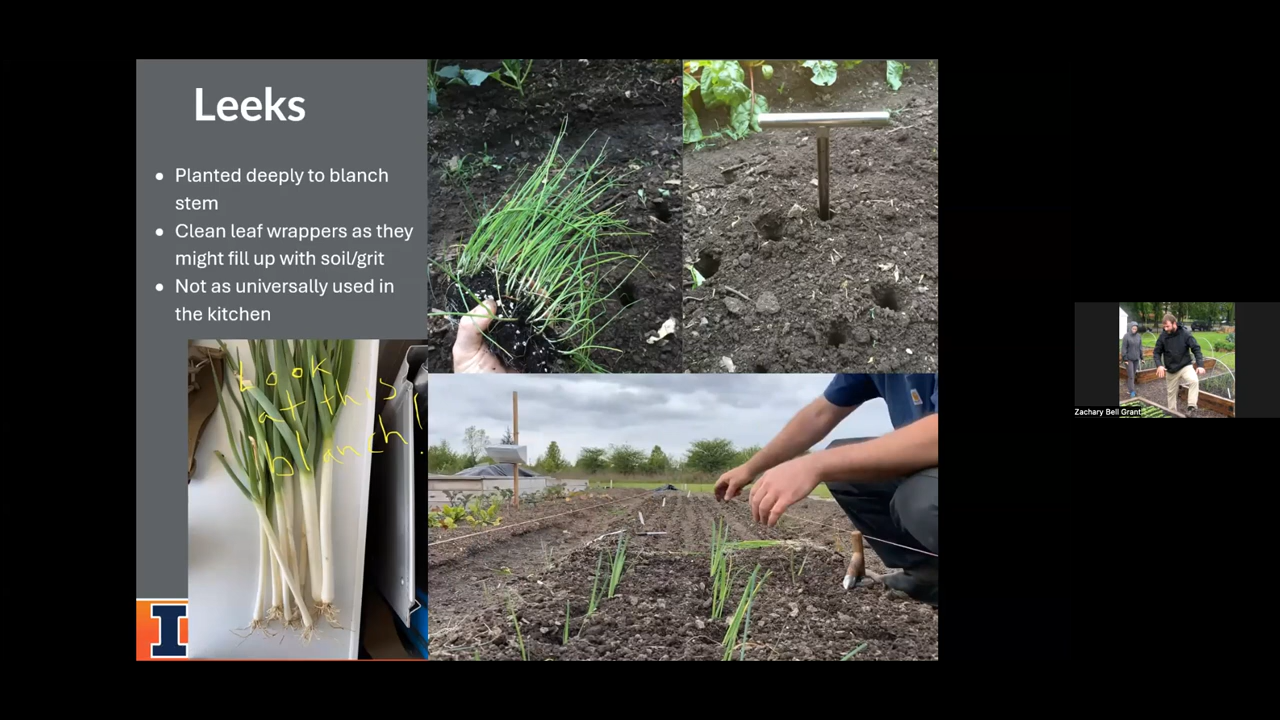 Leeks
• Planted deeply to blanch
stem
• Clean leaf wrappers as they
might fill up with soil/grit
• Not as universally used in
the kitchen
Look
at this
blanch!
I
Zachary Bell Grant